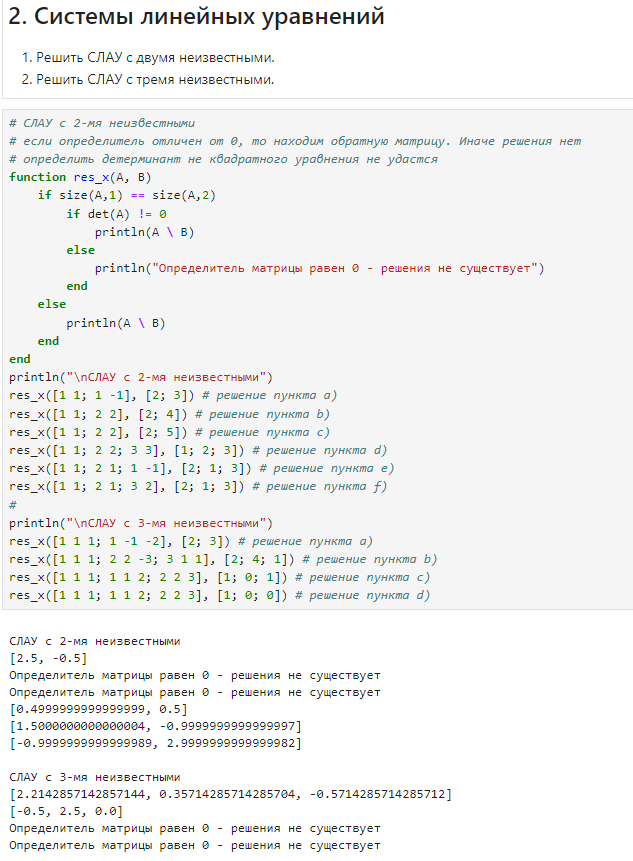 2. Системы линейных уравнений
1. Решить СЛАУ с двумя неизвестными.
2. Решить СЛАУ с тремя неизвестными.
# СЛАУ с 2-мя неизвестными
# если определитель отличен от 0, то находим обратную матрицу. Иначе решения нет
# определить детерминант не квадратного уравнения не удастся
function res_x(A, B)
    if size(A,1) == size(A,2)
        if det(A) != 0
            println(A \ B)
        else
            println("Определитель матрицы равен 0 - решения не существует")
        end
    else
        println(A \ B)
    end
end
println("\nСЛАУ с 2-мя неизвестными")
res_x([1 1; 1 -1], [2; 3]) # решение пункта a)
res_x([1 1; 2 2], [2; 4]) # решение пункта b)
res_x([1 1; 2 2], [2; 5]) # решение пункта c)
res_x([1 1; 2 2; 3 3], [1; 2; 3]) # решение пункта d)
res_x([1 1; 2 1; 1 -1], [2; 1; 3]) # решение пункта e)
res_x([1 1; 2 1; 3 2], [2; 1; 3]) # решение пункта f)
#
println("\nСЛАУ с 3-мя неизвестными")
res_x([1 1 1; 1 -1 -2], [2; 3]) # решение пункта a)
res_x([1 1 1; 2 2 -3; 3 1 1], [2; 4; 1]) # решение пункта b)
res_x([1 1 1; 1 1 2; 2 2 3], [1; 0; 1]) # решение пункта c)
res_x([1 1 1; 1 1 2; 2 2 3], [1; 0; 0]) # решение пункта d)
СЛАУ с 2-мя неизвестными
[2.5, -0.5]
Определитель матрицы равен 0 - решения не существует
Определитель матрицы равен 0 - решения не существует
[0.4999999999999999, 0.5]
[1.5000000000000004, -0.9999999999999997]
[-0.9999999999999989, 2.9999999999999982]
СЛАУ с 3-мя неизвестными
[2.2142857142857144, 0.35714285714285704, -0.5714285714285712]
[-0.5, 2.5, 0.0]
Определитель матрицы равен 0 - решения не существует
Определитель матрицы равен 0 - решения не существует